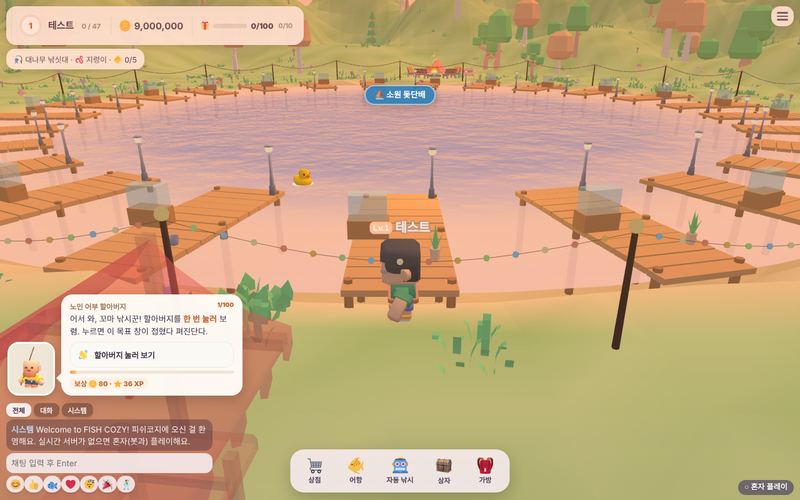 1 테스트 0 / 47 9,000,000 0/100 0/10
대나무 낚싯대 · 지렁이 · 0/5
소원 돛단배
Lv.1 테스트
노인 어부 할아버지 1/100
어서 와, 꼬마 낚시꾼! 할아버지를 한 번 눌러 보
렴. 누르면 이 목표 창이 접혔다 펴진단다.
할아버지 눌러 보기
보상 80 · 36 XP
전체 대화 시스템
시스템 Welcome to FISH COZY! 피쉬코지에 오신 걸 환
영해요. 실시간 서버가 없으면 혼자(봇과) 플레이해요.
채팅 입력 후 Enter
상점 어항 자동 낚시 상자 가방
○ 혼자 플레이